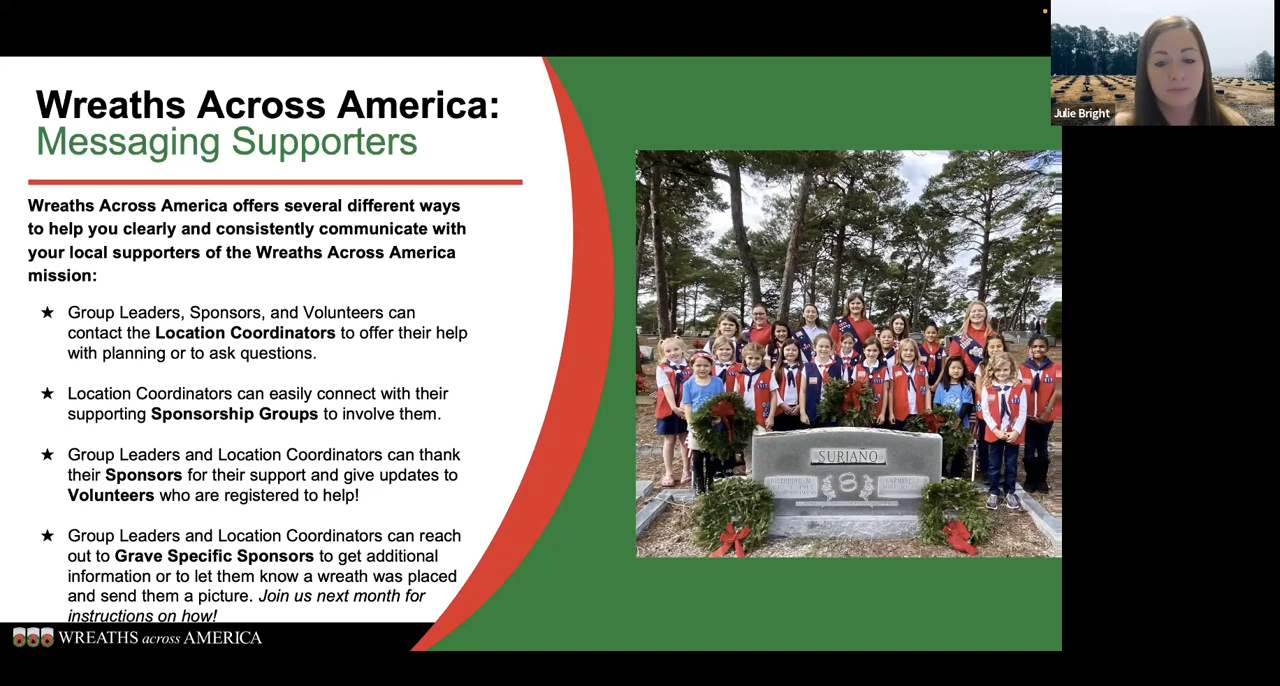 Wreaths Across America:
Messaging Supporters
Wreaths Across America offers several different ways
to help you clearly and consistently communicate with
your local supporters of the Wreaths Across America
mission:
★ Group Leaders, Sponsors, and Volunteers can
contact the Location Coordinators to offer their help
with planning or to ask questions.
★ Location Coordinators can easily connect with their
supporting Sponsorship Groups to involve them.
★ Group Leaders and Location Coordinators can thank
their Sponsors for their support and give updates to
Volunteers who are registered to help!
★ Group Leaders and Location Coordinators can reach
out to Grave Specific Sponsors to get additional
information or to let them know a wreath was placed
and send them a picture. Join us next month for
instructions on how!
WREATHS across AMERICA
SURIANO
Julie Bright